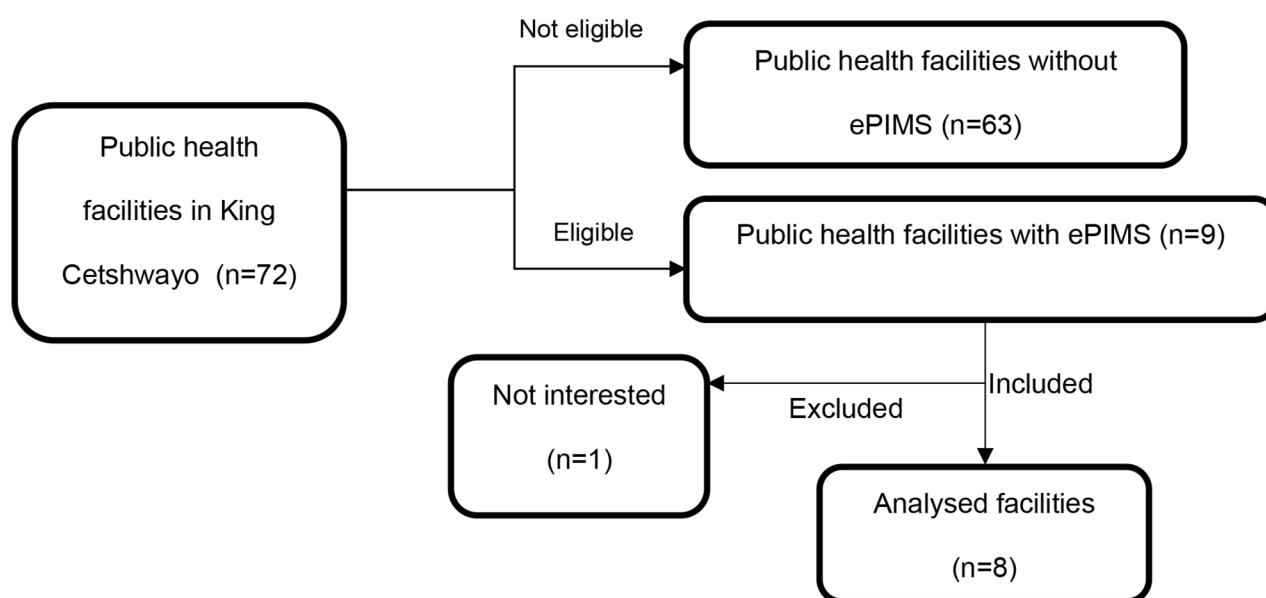 Public health
facilities in King
Cetshwayo (n=72)
Not eligible
Public health facilities without
ePIMS (n=63)
Eligible
Public health facilities with ePIMS (n=9)
Not interested
(n=1)
Excluded
Included
Analysed facilities
(n=8)